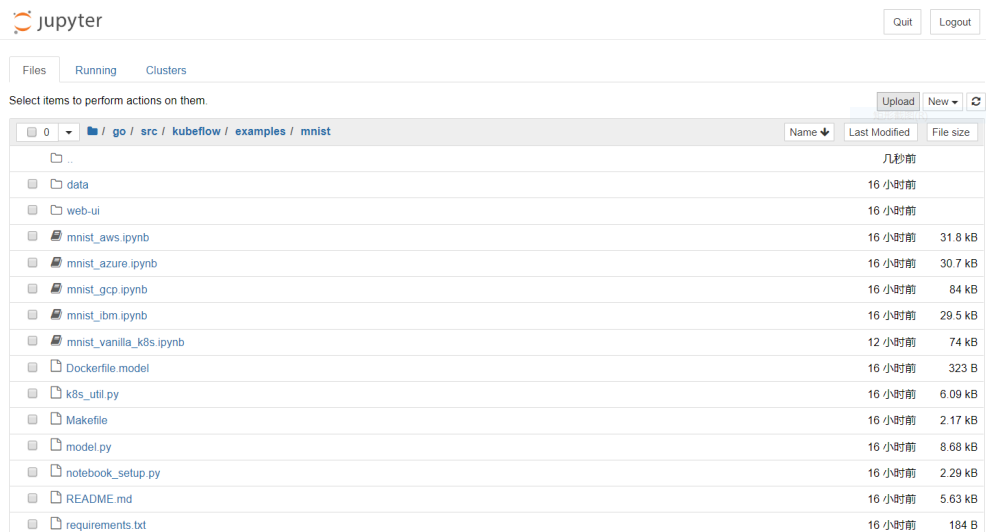 jupyter Quit Logout
Files Running Clusters
Select items to perform actions on them. Upload New
0 / go / src / kubeflow / examples / mnist Name Last Modified File size
.. 几秒前
data 16 小时前
web-ui 16 小时前
mnist_aws.ipynb 16 小时前 31.8 kB
mnist_azure.ipynb 16 小时前 30.7 kB
mnist_gcp.ipynb 16 小时前 84 kB
mnist_ibm.ipynb 16 小时前 29.5 kB
mnist_vanilla_k8s.ipynb 12 小时前 74 kB
Dockerfile.model 16 小时前 323 B
k8s_util.py 16 小时前 6.09 kB
Makefile 16 小时前 2.17 kB
model.py 16 小时前 8.68 kB
notebook_setup.py 16 小时前 2.29 kB
README.md 16 小时前 5.63 kB
requirements.txt 16 小时前 184 B